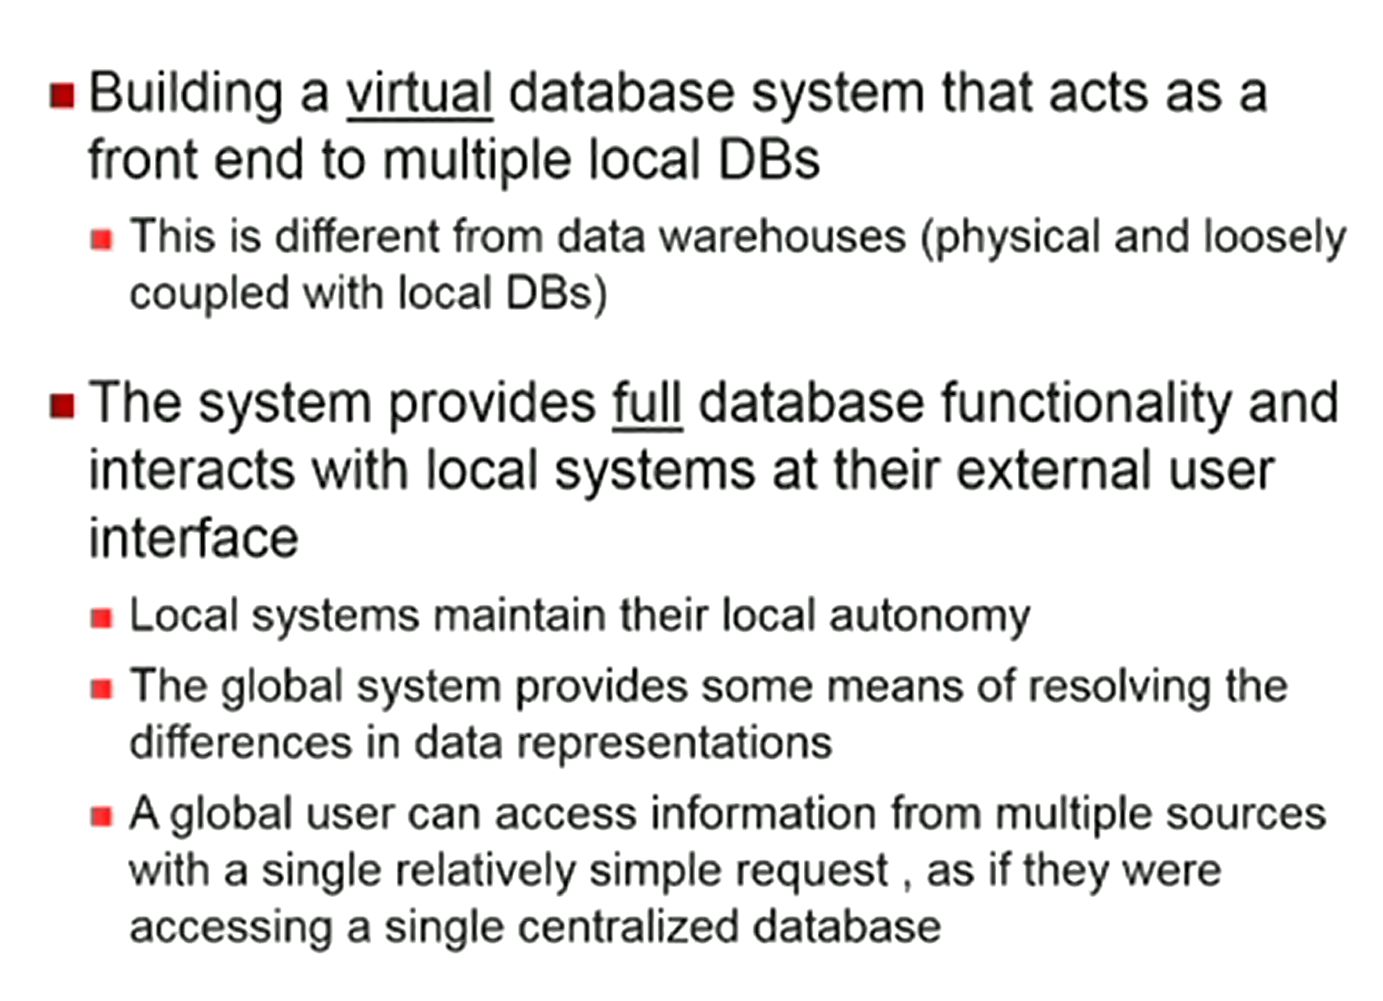 Building a virtual database system that acts as a
front end to multiple local DBs
This is different from data warehouses (physical and loosely
coupled with local DBs)
The system provides full database functionality and
interacts with local systems at their external user
interface
Local systems maintain their local autonomy
The global system provides some means of resolving the
differences in data representations
A global user can access information from multiple sources
with a single relatively simple request , as if they were
accessing a single centralized database